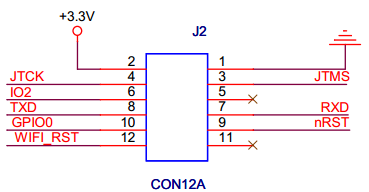 +3.3V
J2
2 1
JTCK 4 3 JTMS
IO2 6 5
TXD 8 7 RXD
GPIO0 10 9 nRST
WIFI_RST 12 11
CON12A